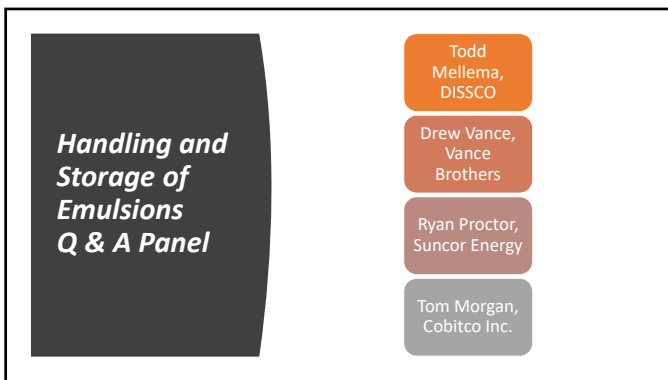 Handling and
Storage of
Emulsions
Q & A Panel
Todd
Mellema,
DISSCO
Drew Vance,
Vance
Brothers
Ryan Proctor,
Suncor Energy
Tom Morgan,
Cobitco Inc.